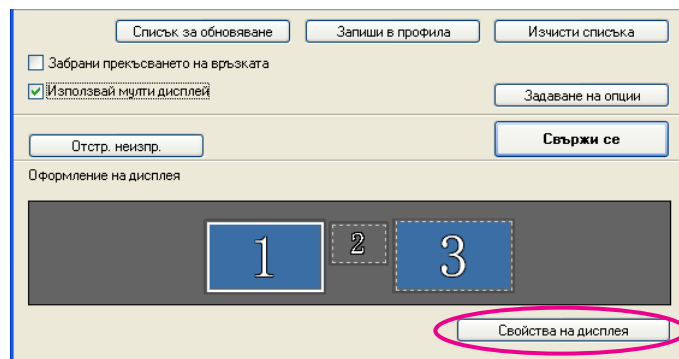 Списък за обновяване Запиши в профила Изчисти списъка
Забрани прекъсването на връзката
Използвай мулти дисплей Задаване на опции
Отстр. неизпр. Свържи се
Оформление на дисплея
1 2 3
Свойства на дисплея